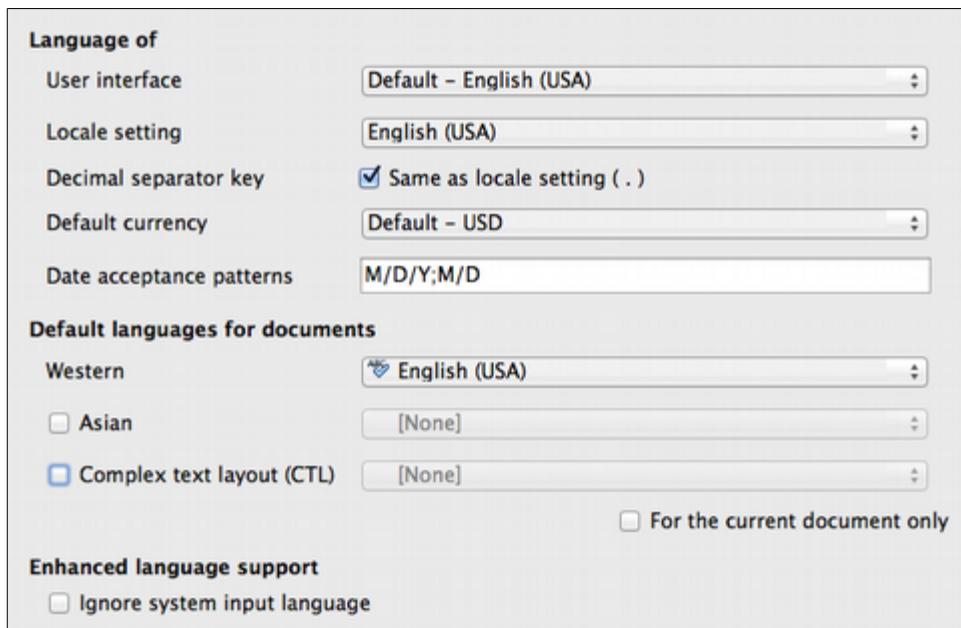 Language of
User interface Default – English (USA)
Locale setting English (USA)
Decimal separator key Same as locale setting ( . )
Default currency Default – USD
Date acceptance patterns M/D/Y;M/D
Default languages for documents
Western ABC English (USA)
Asian [None]
Complex text layout (CTL) [None]
For the current document only
Enhanced language support
Ignore system input language